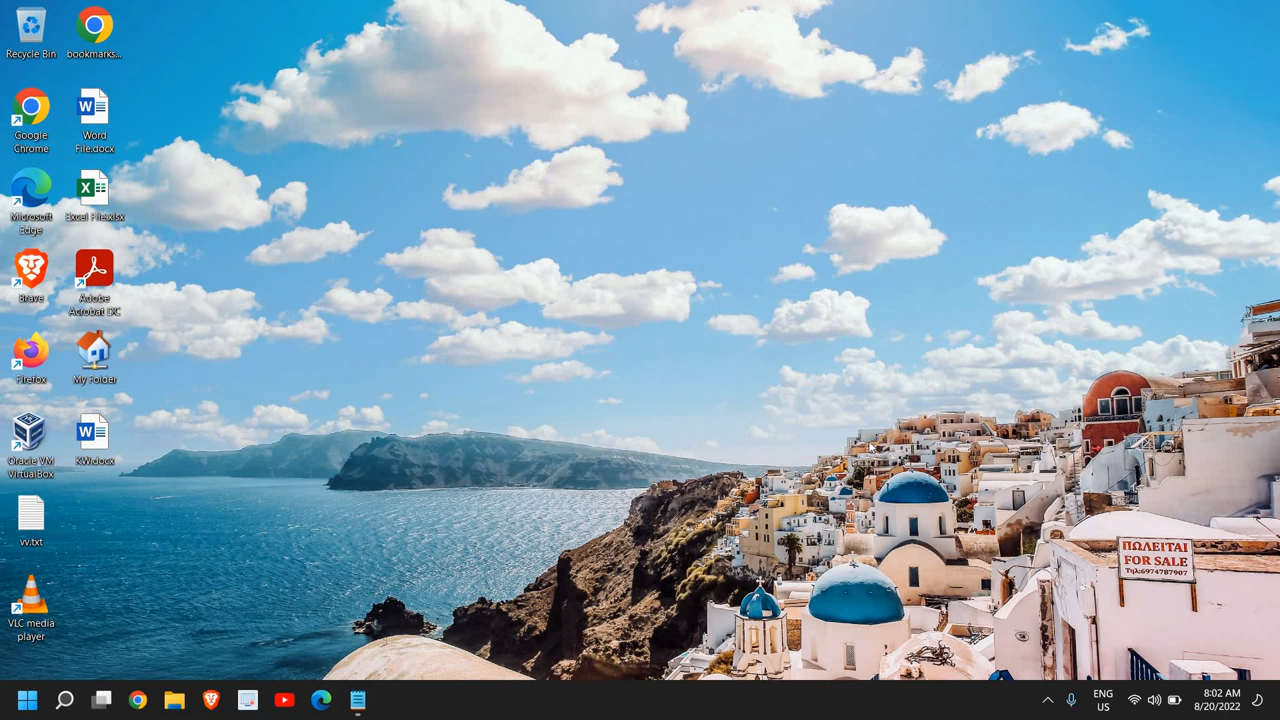 Recycle Bin
bookmarks...
Google
Chrome
Word
File.docx
Microsoft
Edge
Excel File.xlsx
Brave
Adobe
Acrobat DC
Firefox
My Folder
Oracle VM
VirtualBox
KW.docx
vv.txt
VLC media
player
ΠΩΛΕΙΤΑΙ
FOR SALE
Τηλ:6974787907
ENG
US
8:02 AM
8/20/2022